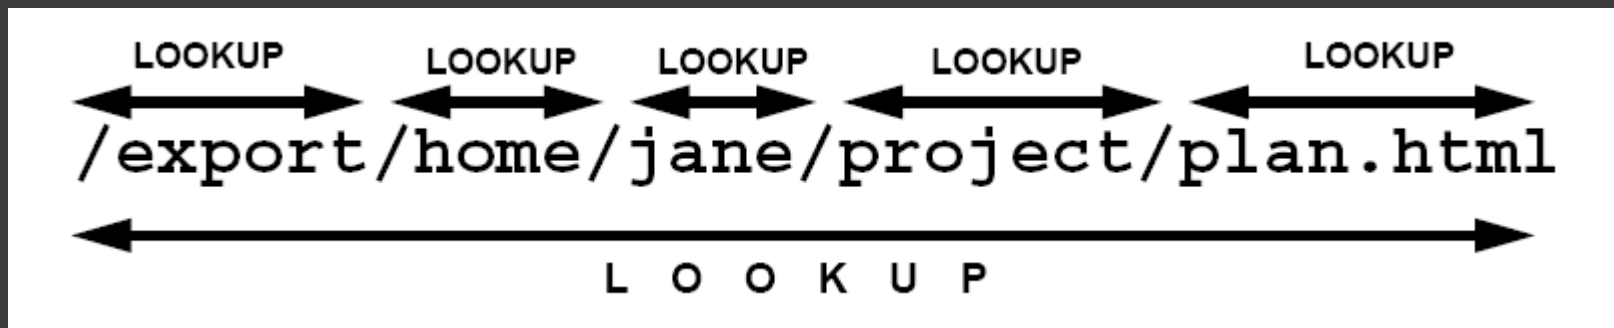 LOOKUP LOOKUP LOOKUP LOOKUP LOOKUP
/export/home/jane/project/plan.html
L O O K U P